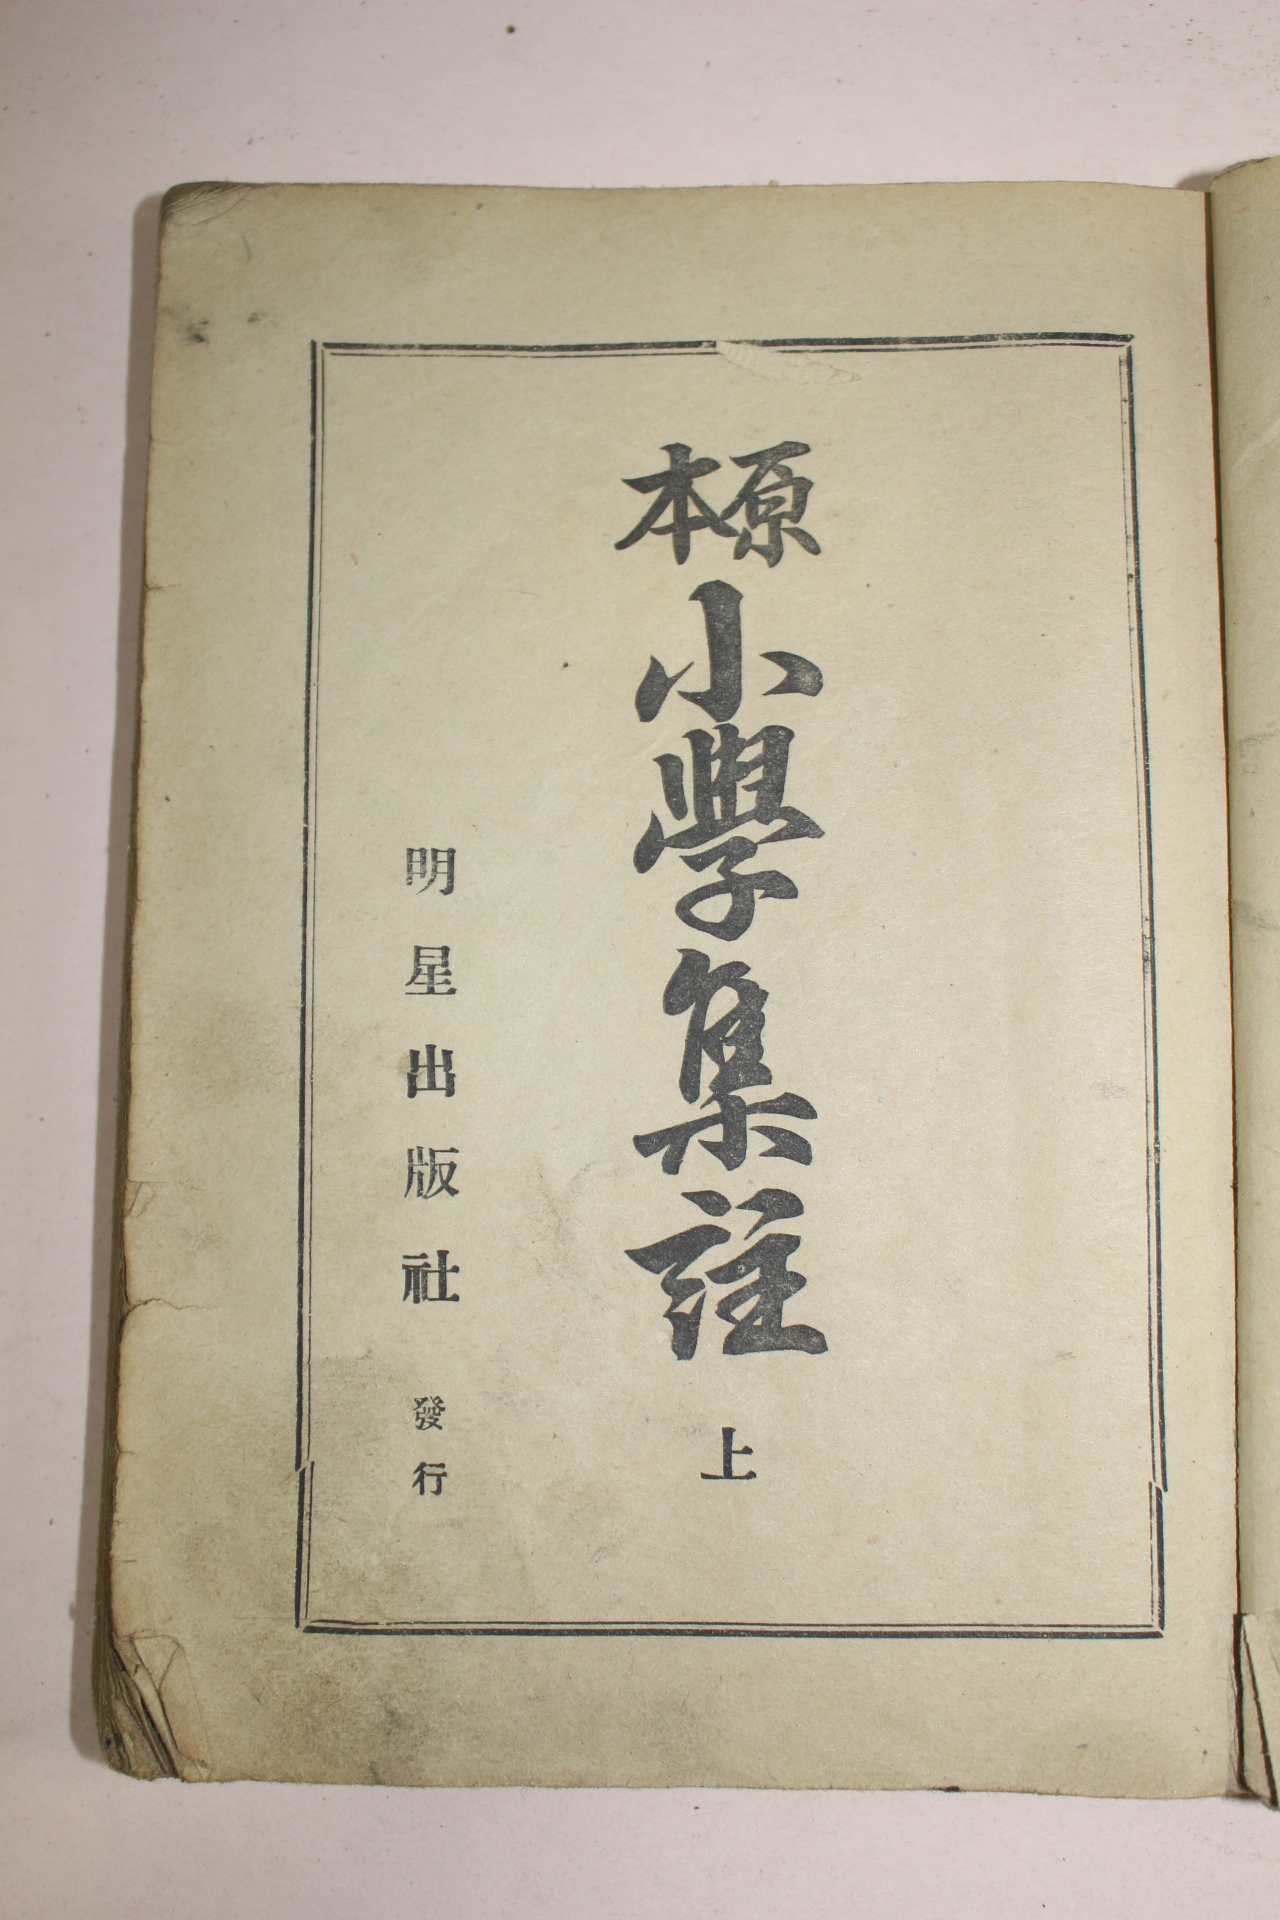 原本
小學集註 上
明星出版社 發行